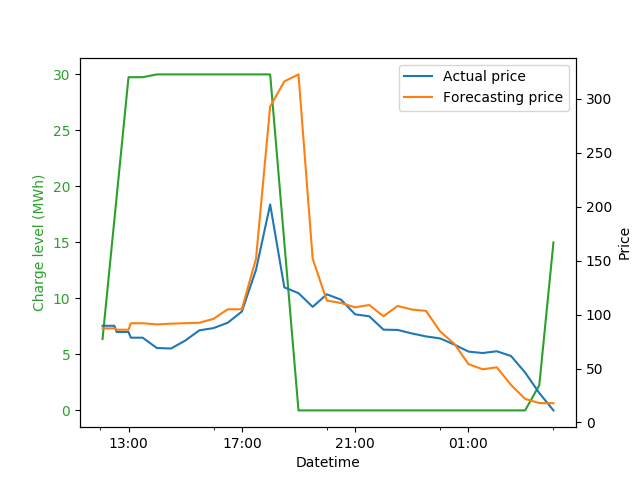 Actual price
Forecasting price
30
25
20
15
10
5
0
Charge level (MWh)
300
250
200
150
100
50
0
Price
13:00 17:00 21:00 01:00
Datetime